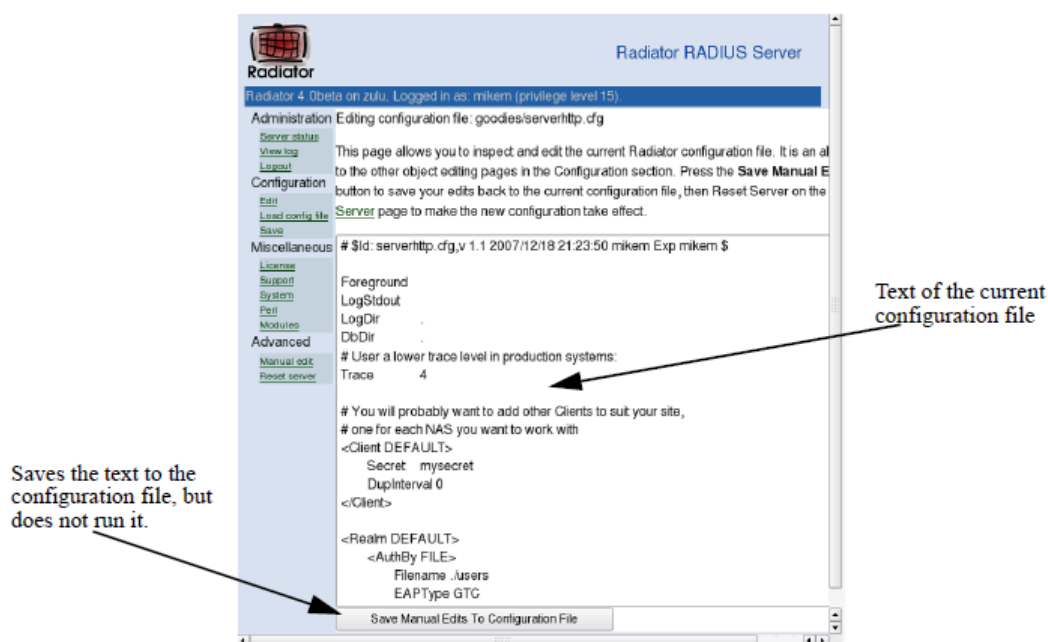 Radiator
Radiator RADIUS Server
Radiator 4.0beta on zulu. Logged in as: mikem (privilege level 15).
Administration
Server status
View log
Logout
Configuration
Edit
Load config file
Save
Miscellaneous
License
Support
System
Perl
Modules
Advanced
Manual edit
Reset server
Editing configuration file: goodies/serverhttp.cfg
This page allows you to inspect and edit the current Radiator configuration file. It is an al
to the other object editing pages in the Configuration section. Press the Save Manual E
button to save your edits back to the current configuration file, then Reset Server on the
Server page to make the new configuration take effect.
# $Id: serverhttp.cfg,v 1.1 2007/12/18 21:23:50 mikem Exp mikem $
Foreground
LogStdout
LogDir .
DbDir .
# User a lower trace level in production systems:
Trace 4
# You will probably want to add other Clients to suit your site,
# one for each NAS you want to work with
<Client DEFAULT>
Secret mysecret
DupInterval 0
</Client>
<Realm DEFAULT>
<AuthBy FILE>
Filename ./users
EAPType GTC
Save Manual Edits To Configuration File
Text of the current
configuration file
Saves the text to the
configuration file, but
does not run it.